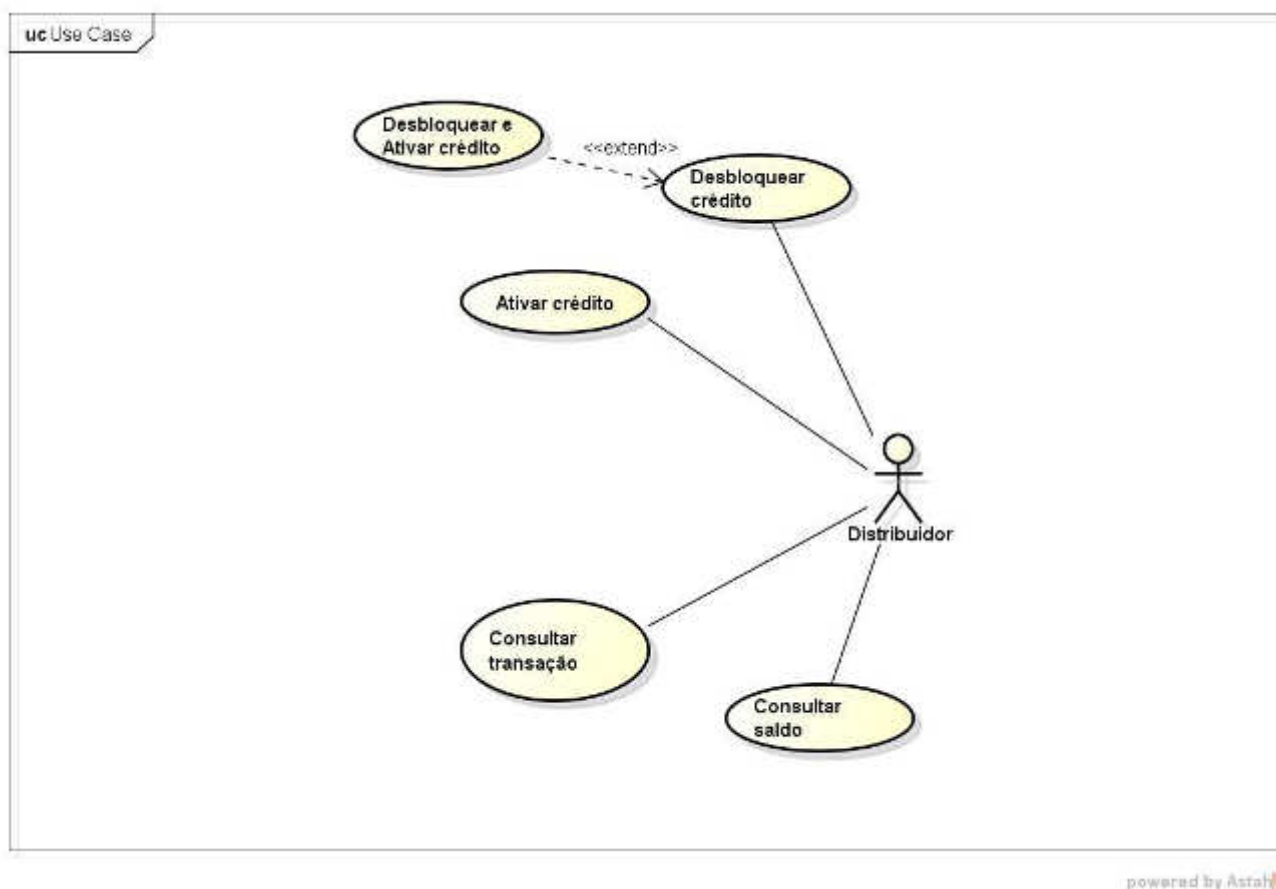 uc Use Case
Desbloquear e
Ativar crédito
<<extend>>
Desbloquear
crédito
Ativar crédito
Distribuidor
Consultar
transação
Consultar
saldo
powered by Astah